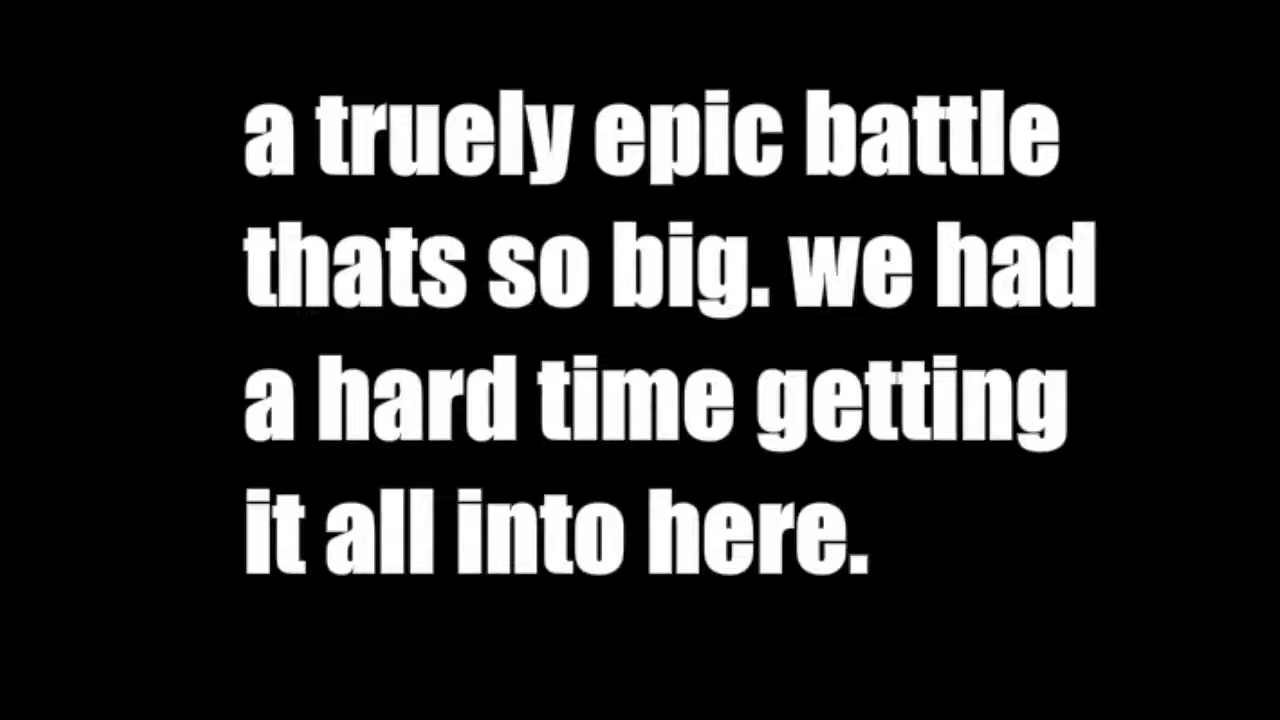 a truely epic battle
thats so big. we had
a hard time getting
it all into here.